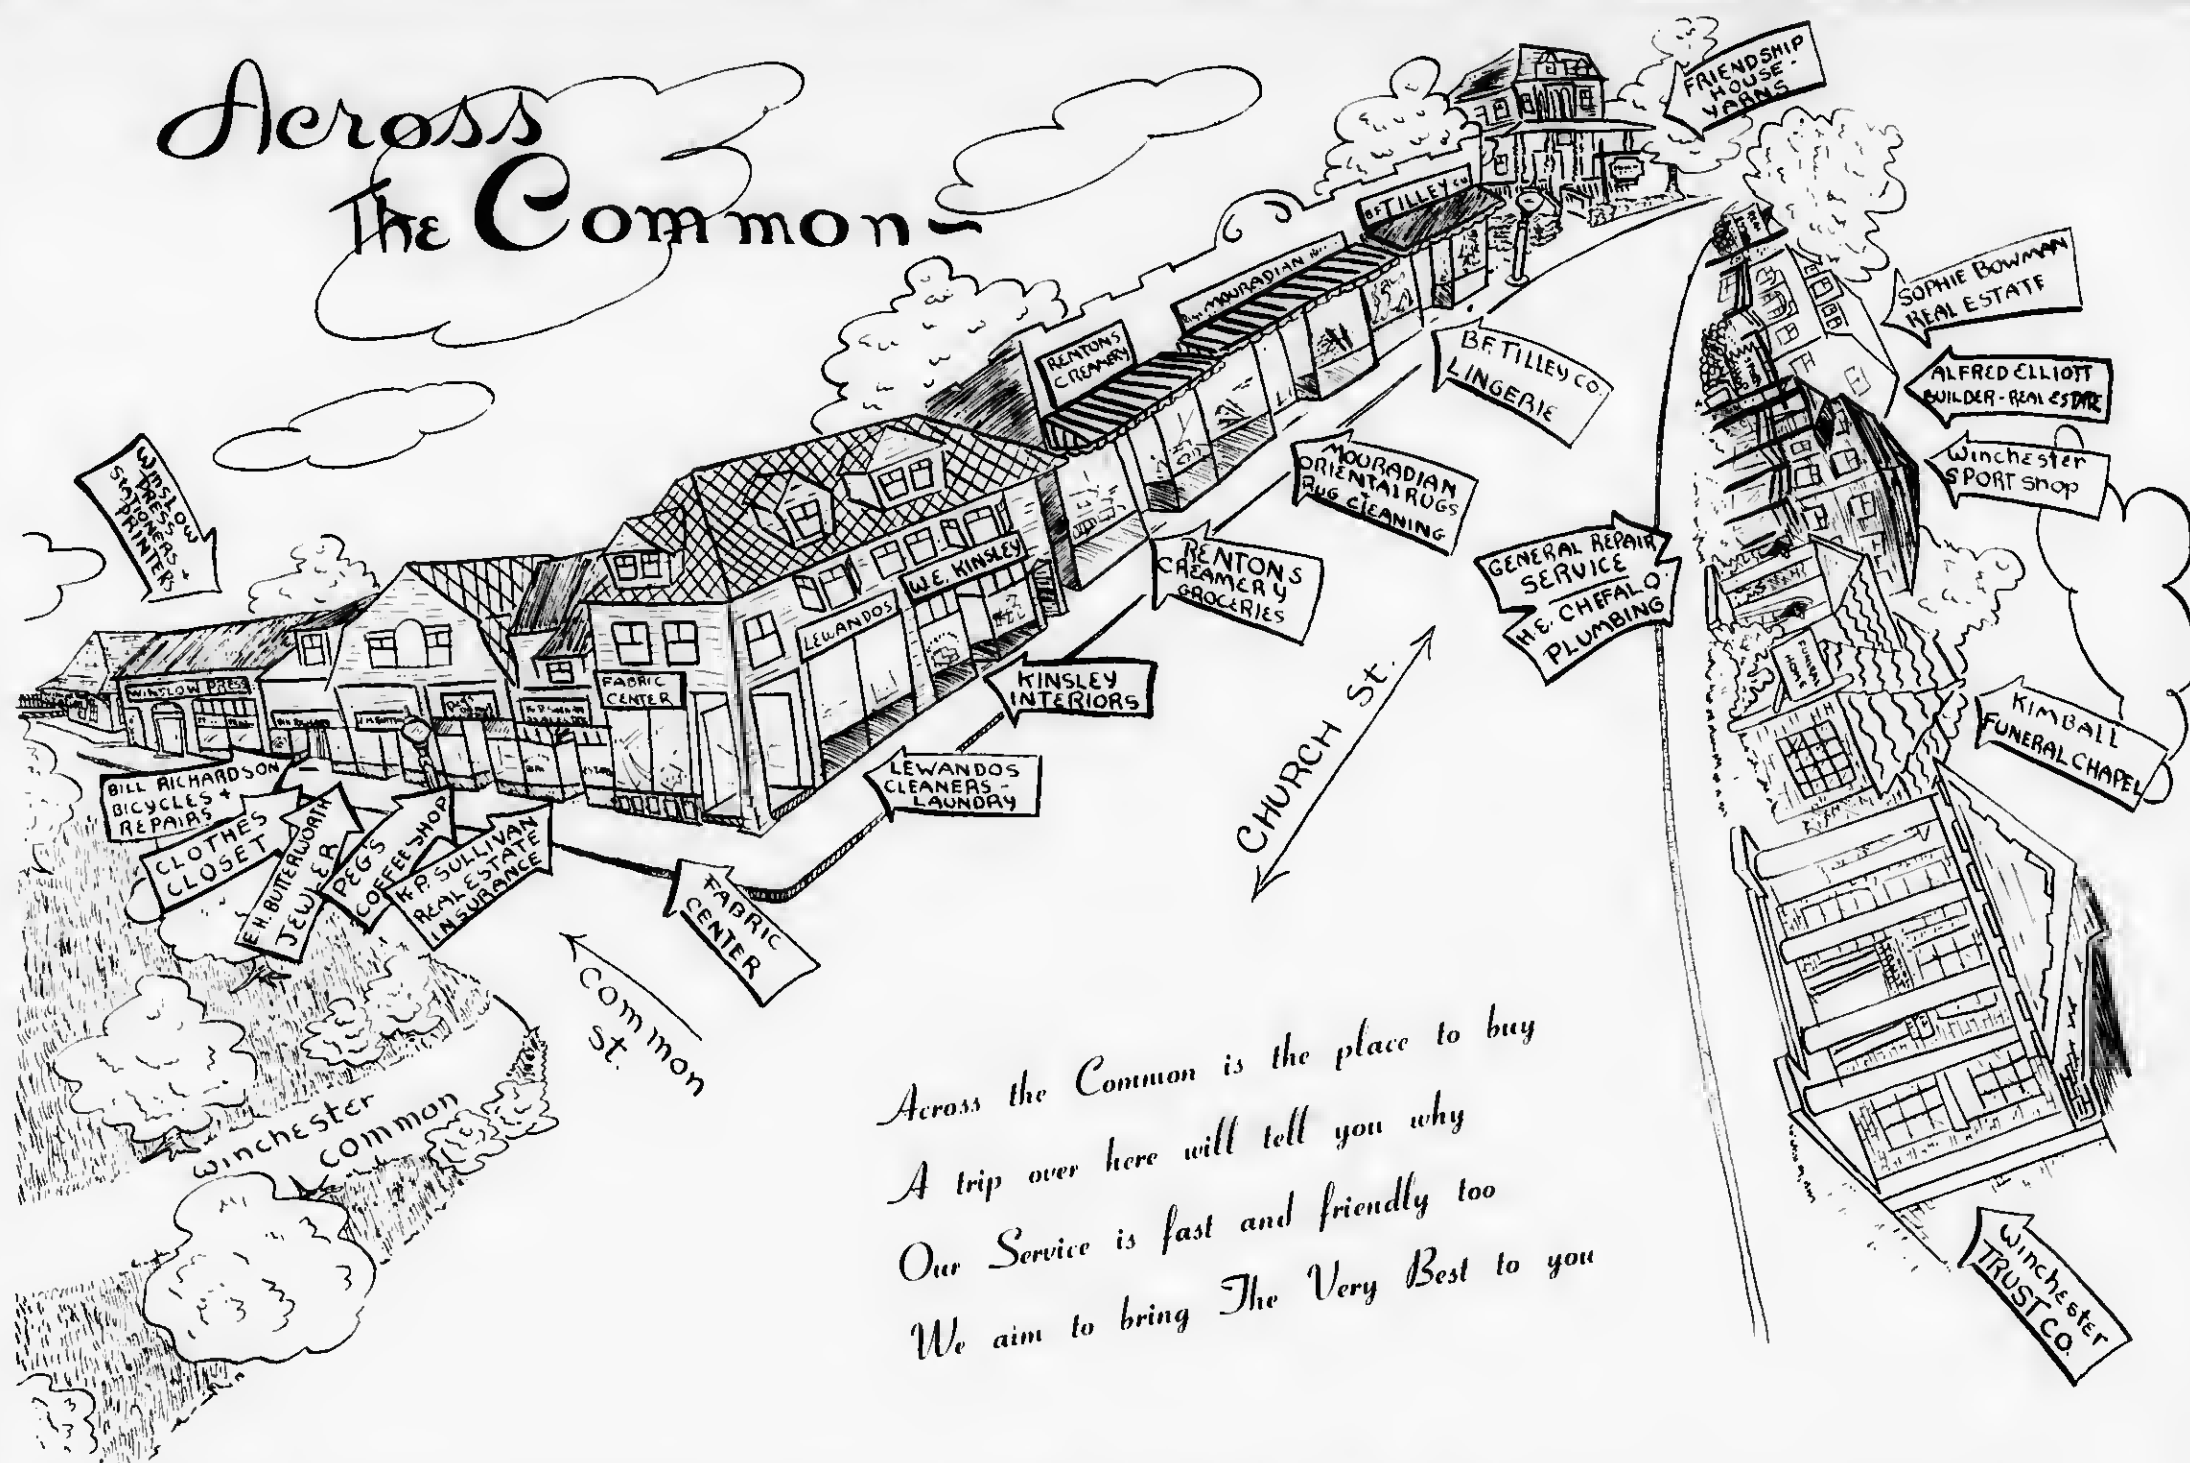 Across
The Common -
FRIENDSHIP
HOUSE -
YARNS
B.F. TILLEY CO.
MOURADIAN
RENTONS
CREAMERY
SOPHIE BOWMAN
REAL ESTATE
B.F. TILLEY CO.
LINGERIE
ALFRED ELLIOTT
BUILDER - REAL ESTATE
WINCHESTER
SPORT SHOP
MOURADIAN
ORIENTAL RUGS
+
RUG CLEANING
WINSLOW
PRESS
STATIONERS +
PRINTERS
RENTONS
CREAMERY
GROCERIES
GENERAL REPAIR
SERVICE
H.E. CHEFALO
PLUMBING
W.E. KINSLEY
LEWANDOS
FABRIC
CENTER
WINSLOW PRESS
FUNERAL
HOME
KINSLEY
INTERIORS
KIMBALL
FUNERAL CHAPEL
LEWANDOS
CLEANERS -
LAUNDRY
CHURCH St.
BILL RICHARDSON
BICYCLES +
REPAIRS
CLOTHES
CLOSET
E.H. BUTTERWORTH
JEWLER
PEG'S
COFFEE SHOP
K.P. SULLIVAN
REAL ESTATE
INSURANCE
FABRIC
CENTER
COMMON
St.
WINCHESTER
COMMON
Across the Common is the place to buy
A trip over here will tell you why
Our Service is fast and friendly too
We aim to bring The Very Best to you
WINCHESTER
TRUST CO.